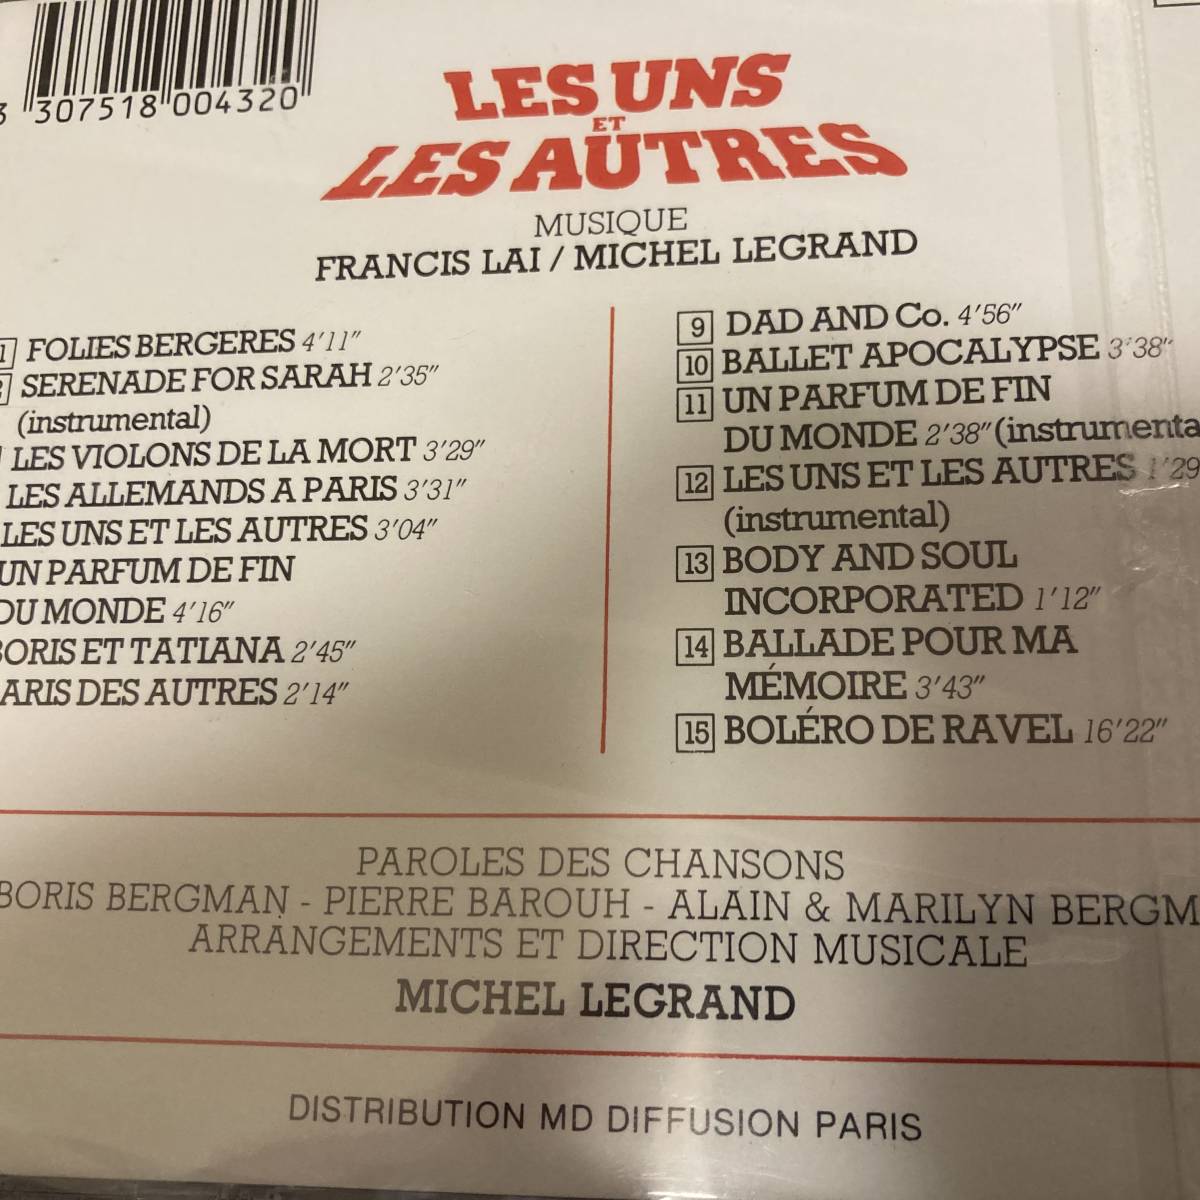 3 307518 004320
LES UNS
ET
LES AUTRES
MUSIQUE
FRANCIS LAI / MICHEL LEGRAND
1 FOLIES BERGERES 4'11"
SERENADE FOR SARAH 2'35"
(instrumental)
LES VIOLONS DE LA MORT 3'29"
LES ALLEMANDS A PARIS 3'31"
LES UNS ET LES AUTRES 3'04"
UN PARFUM DE FIN
DU MONDE 4'16"
BORIS ET TATIANA 2'45"
ARIS DES AUTRES 2'14"
9 DAD AND Co. 4'56"
10 BALLET APOCALYPSE 3'38"
11 UN PARFUM DE FIN
DU MONDE 2'38" (instrumenta
12 LES UNS ET LES AUTRES 1'29
(instrumental)
13 BODY AND SOUL
INCORPORATED 1'12"
14 BALLADE POUR MA
MÉMOIRE 3'43"
15 BOLÉRO DE RAVEL 16'22"
PAROLES DES CHANSONS
BORIS BERGMAN - PIERRE BAROUH - ALAIN & MARILYN BERGM
ARRANGEMENTS ET DIRECTION MUSICALE
MICHEL LEGRAND
DISTRIBUTION MD DIFFUSION PARIS